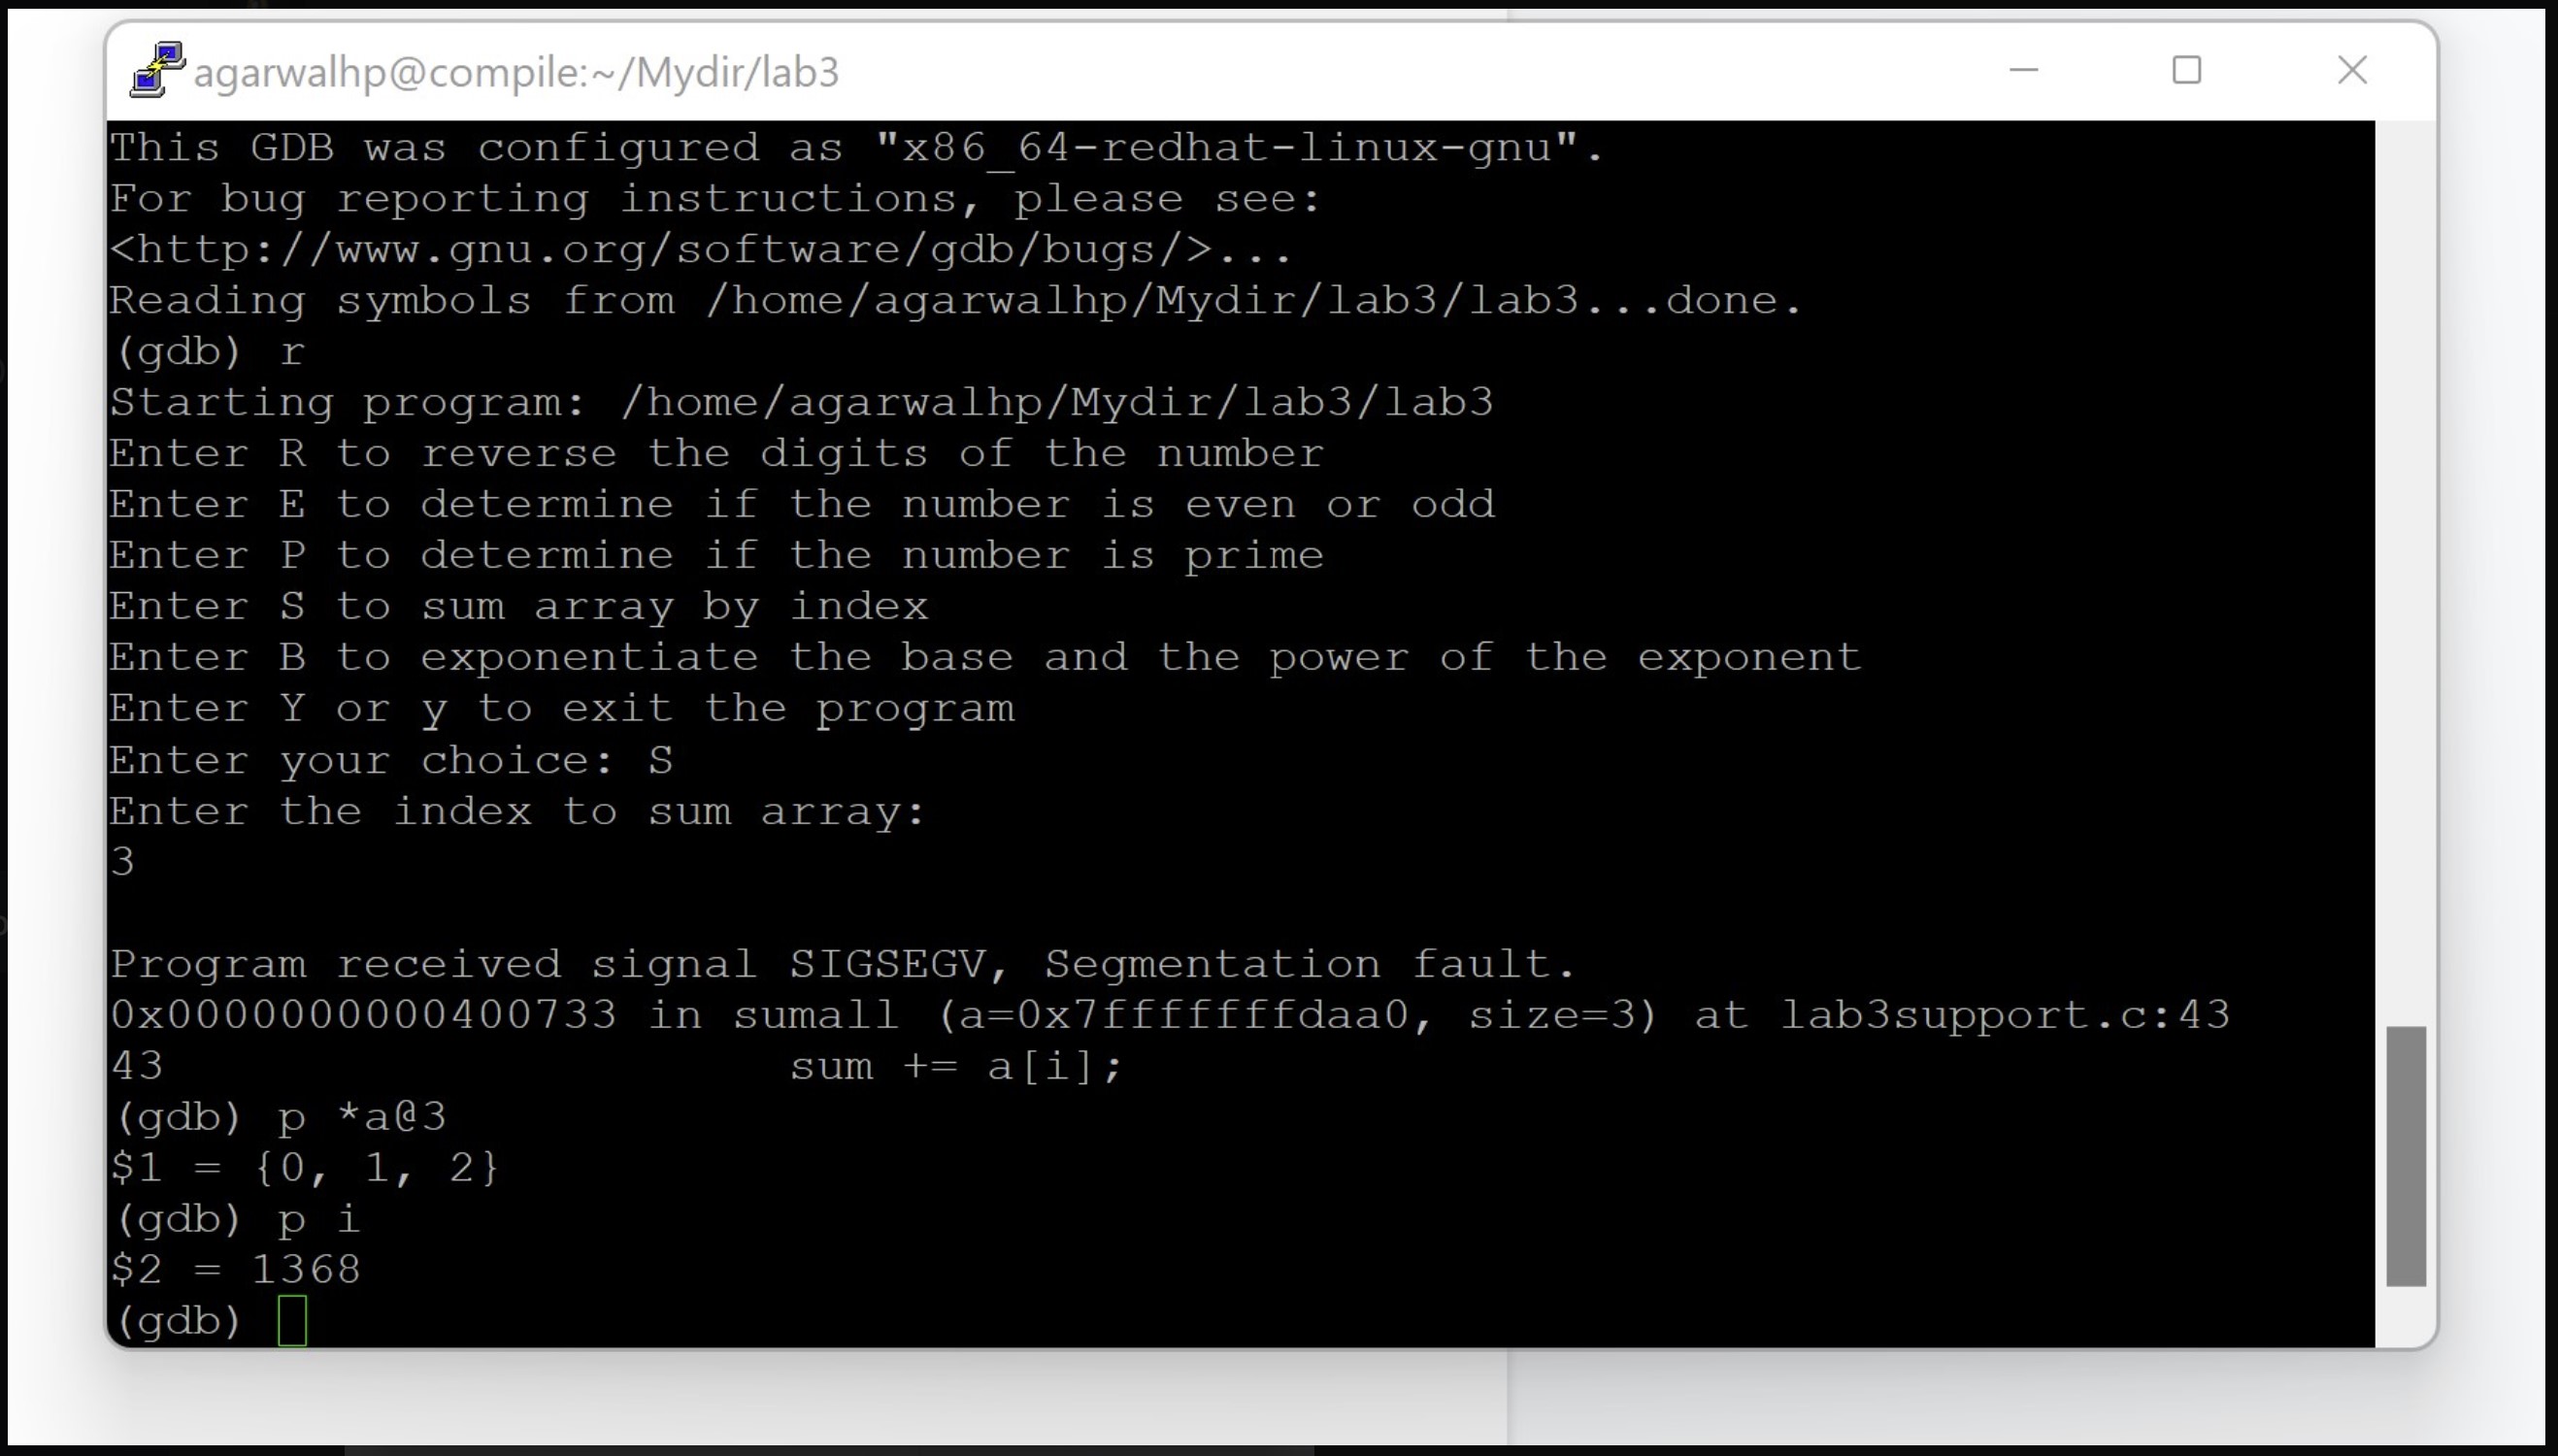 agarwalhp@compile:~/Mydir/lab3
This GDB was configured as "x86_64-redhat-linux-gnu".
For bug reporting instructions, please see:
<http://www.gnu.org/software/gdb/bugs/>...
Reading symbols from /home/agarwalhp/Mydir/lab3/lab3...done.
(gdb) r
Starting program: /home/agarwalhp/Mydir/lab3/lab3
Enter R to reverse the digits of the number
Enter E to determine if the number is even or odd
Enter P to determine if the number is prime
Enter S to sum array by index
Enter B to exponentiate the base and the power of the exponent
Enter Y or y to exit the program
Enter your choice: S
Enter the index to sum array:
3
Program received signal SIGSEGV, Segmentation fault.
0x0000000000400733 in sumall (a=0x7fffffffdaa0, size=3) at lab3support.c:43
43                      sum += a[i];
(gdb) p *a@3
$1 = {0, 1, 2}
(gdb) p i
$2 = 1368
(gdb)